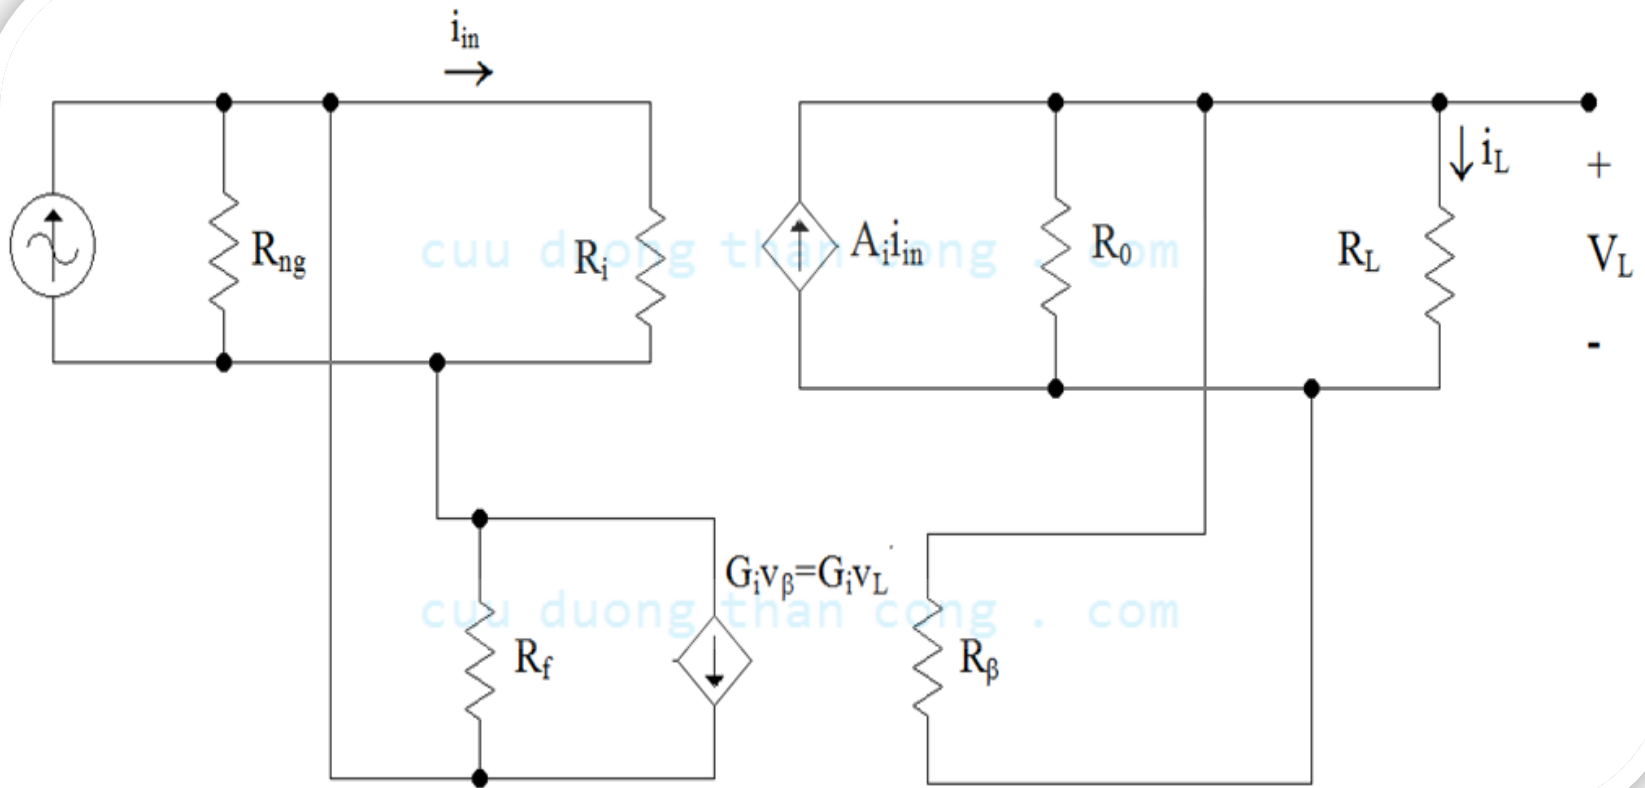 i_in
R_ng
R_i
A_i i_in
R_0
R_L
i_L
+
V_L
-
cuu duong than cong . com
G_i v_β=G_i v_L
R_f
R_β
cuu duong than cong . com